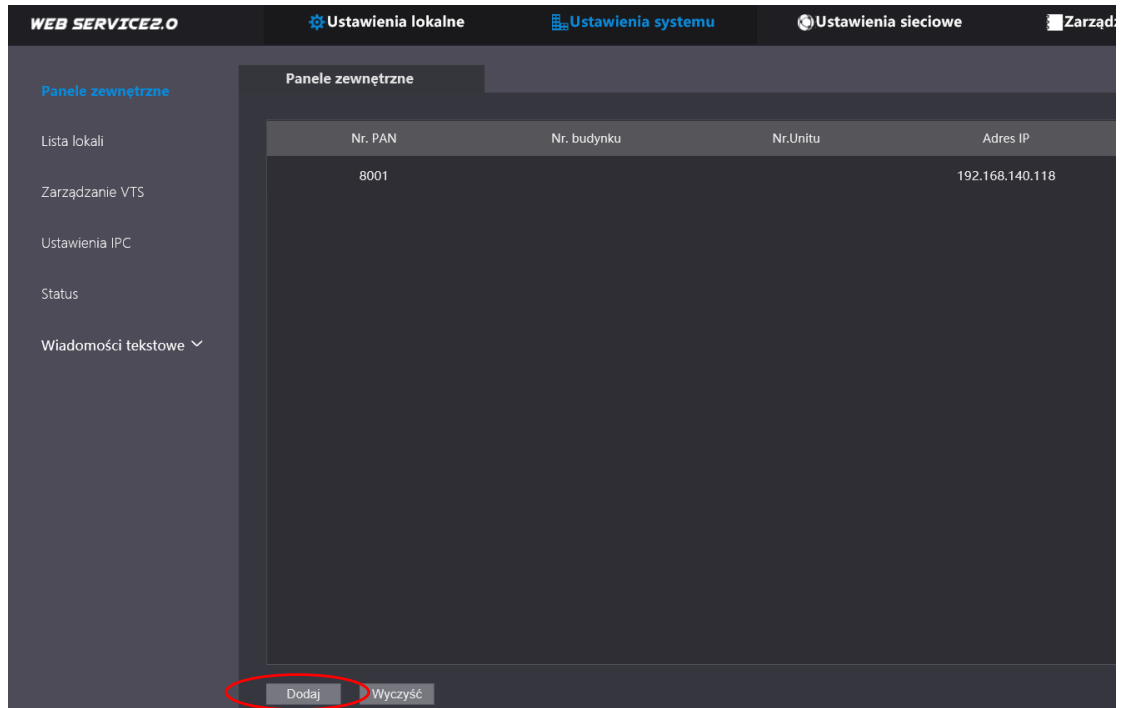 WEB SERVICE2.0 Ustawienia lokalne Ustawienia systemu Ustawienia sieciowe
Panele zewnętrzne
Lista lokali
Zarządzanie VTS
Ustawienia IPC
Status
Wiadomości tekstowe
Panele zewnętrzne
Nr. PAN Nr. budynku Nr.Unitu Adres IP
8001 192.168.140.118
Dodaj Wyczyść